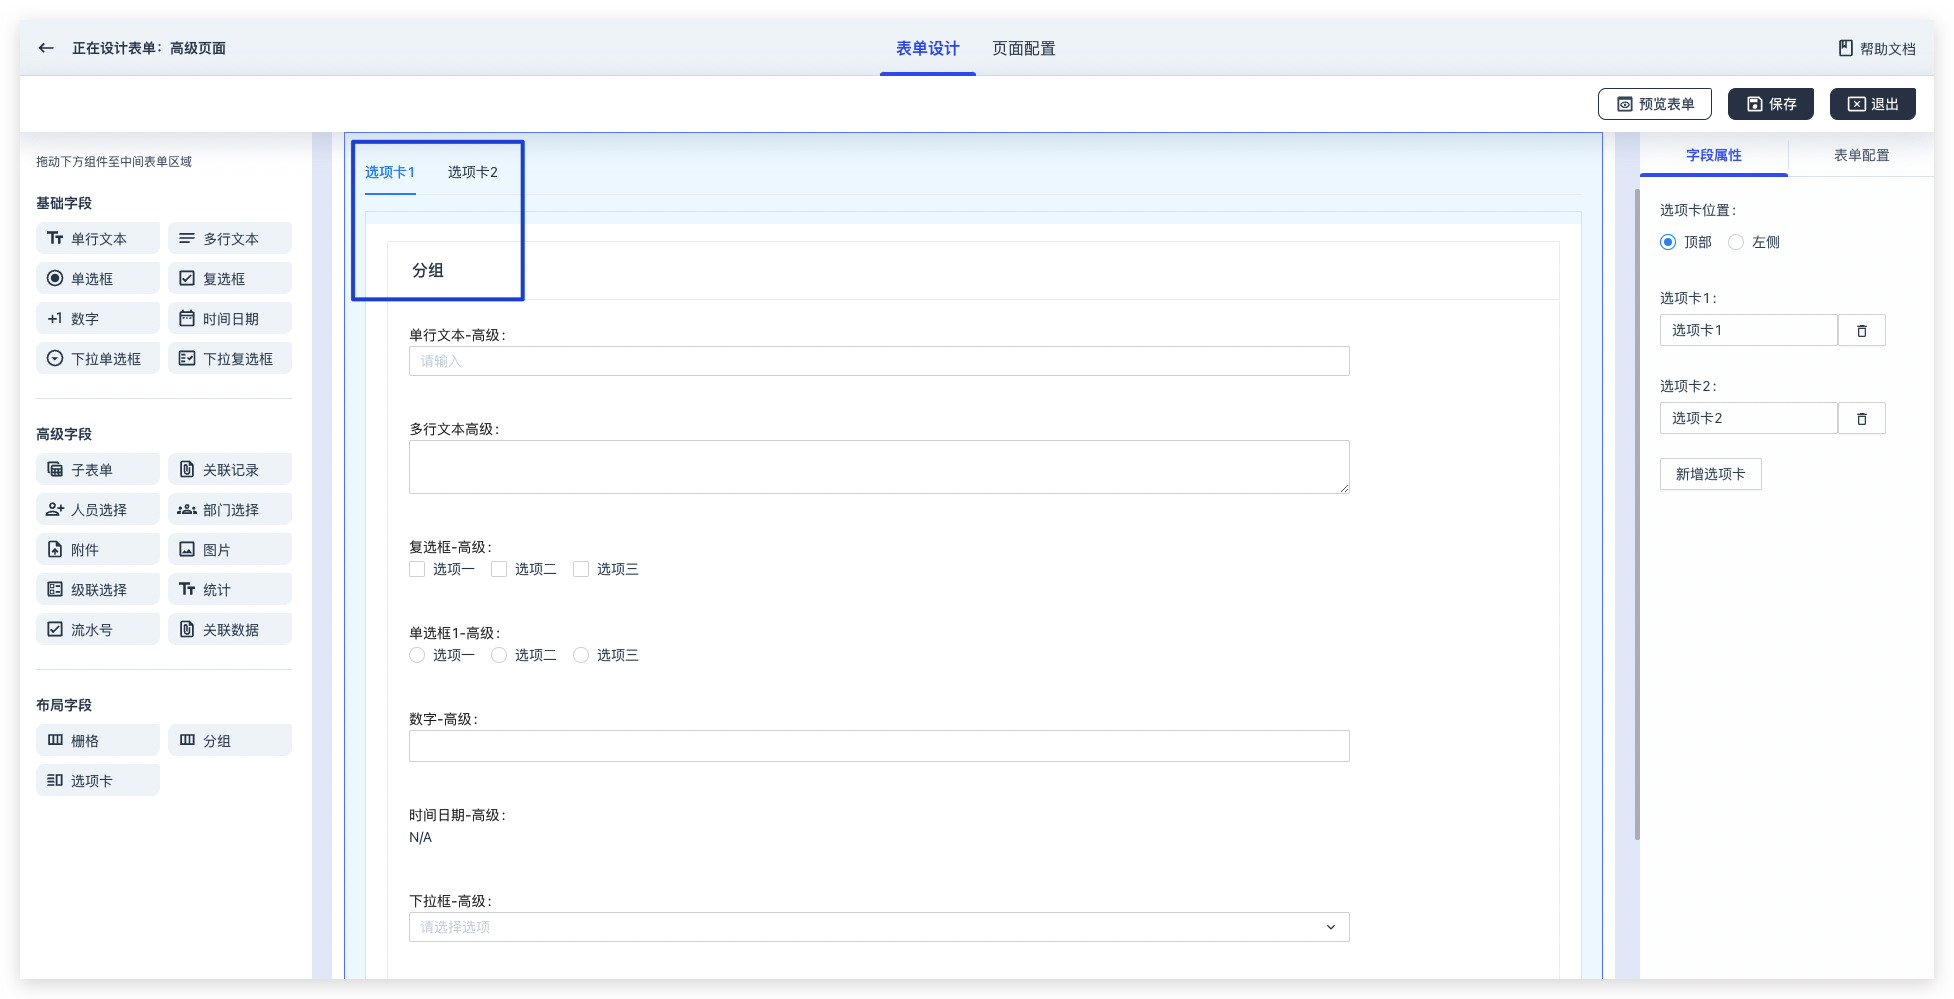 正在设计表单：高级页面
表单设计
页面配置
帮助文档
预览表单
保存
退出
拖动下方组件至中间表单区域
基础字段
单行文本
多行文本
单选框
复选框
+1 数字
时间日期
下拉单选框
下拉复选框
高级字段
子表单
关联记录
人员选择
部门选择
附件
图片
级联选择
统计
流水号
关联数据
布局字段
栅格
分组
选项卡
选项卡1
选项卡2
分组
单行文本-高级：
请输入
多行文本高级：
复选框-高级：
选项一
选项二
选项三
单选框1-高级：
选项一
选项二
选项三
数字-高级：
时间日期-高级：
N/A
下拉框-高级：
请选择选项
字段属性
表单配置
选项卡位置：
顶部
左侧
选项卡1：
选项卡1
选项卡2：
选项卡2
新增选项卡